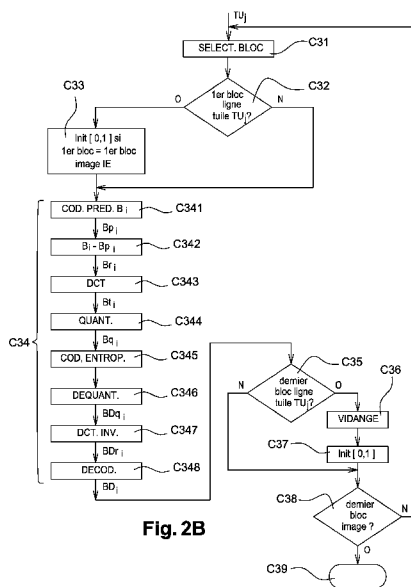 TUj
SELECT. BLOC
C31
C33
C32
O
1er bloc
ligne
tuile TUj?
N
Init [ 0,1 ] si
1er bloc = 1er bloc
image IE
C34
COD. PRED. Bi
C341
Bpi
Bi - Bpi
C342
Bri
DCT
C343
Bti
QUANT.
C344
Bqi
COD. ENTROP.
C345
DEQUANT.
C346
BDqi
DCT. INV.
C347
BDri
DECOD.
C348
BDi
C35
N
dernier
bloc ligne
tuile TUj?
O
C36
VIDANGE
C37
Init [ 0,1 ]
C38
dernier
bloc
image ?
N
O
C39
Fig. 2B